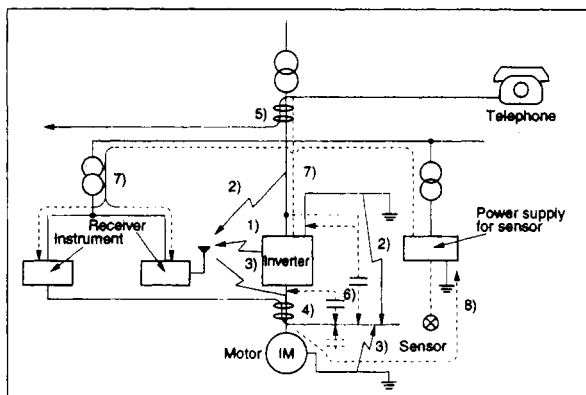 5)
Telephone
7)
7)
2)
Receiver
Instrument
1)
3)
Inverter
2)
Power supply
for sensor
6)
8)
4)
3)
Sensor
Motor
IM